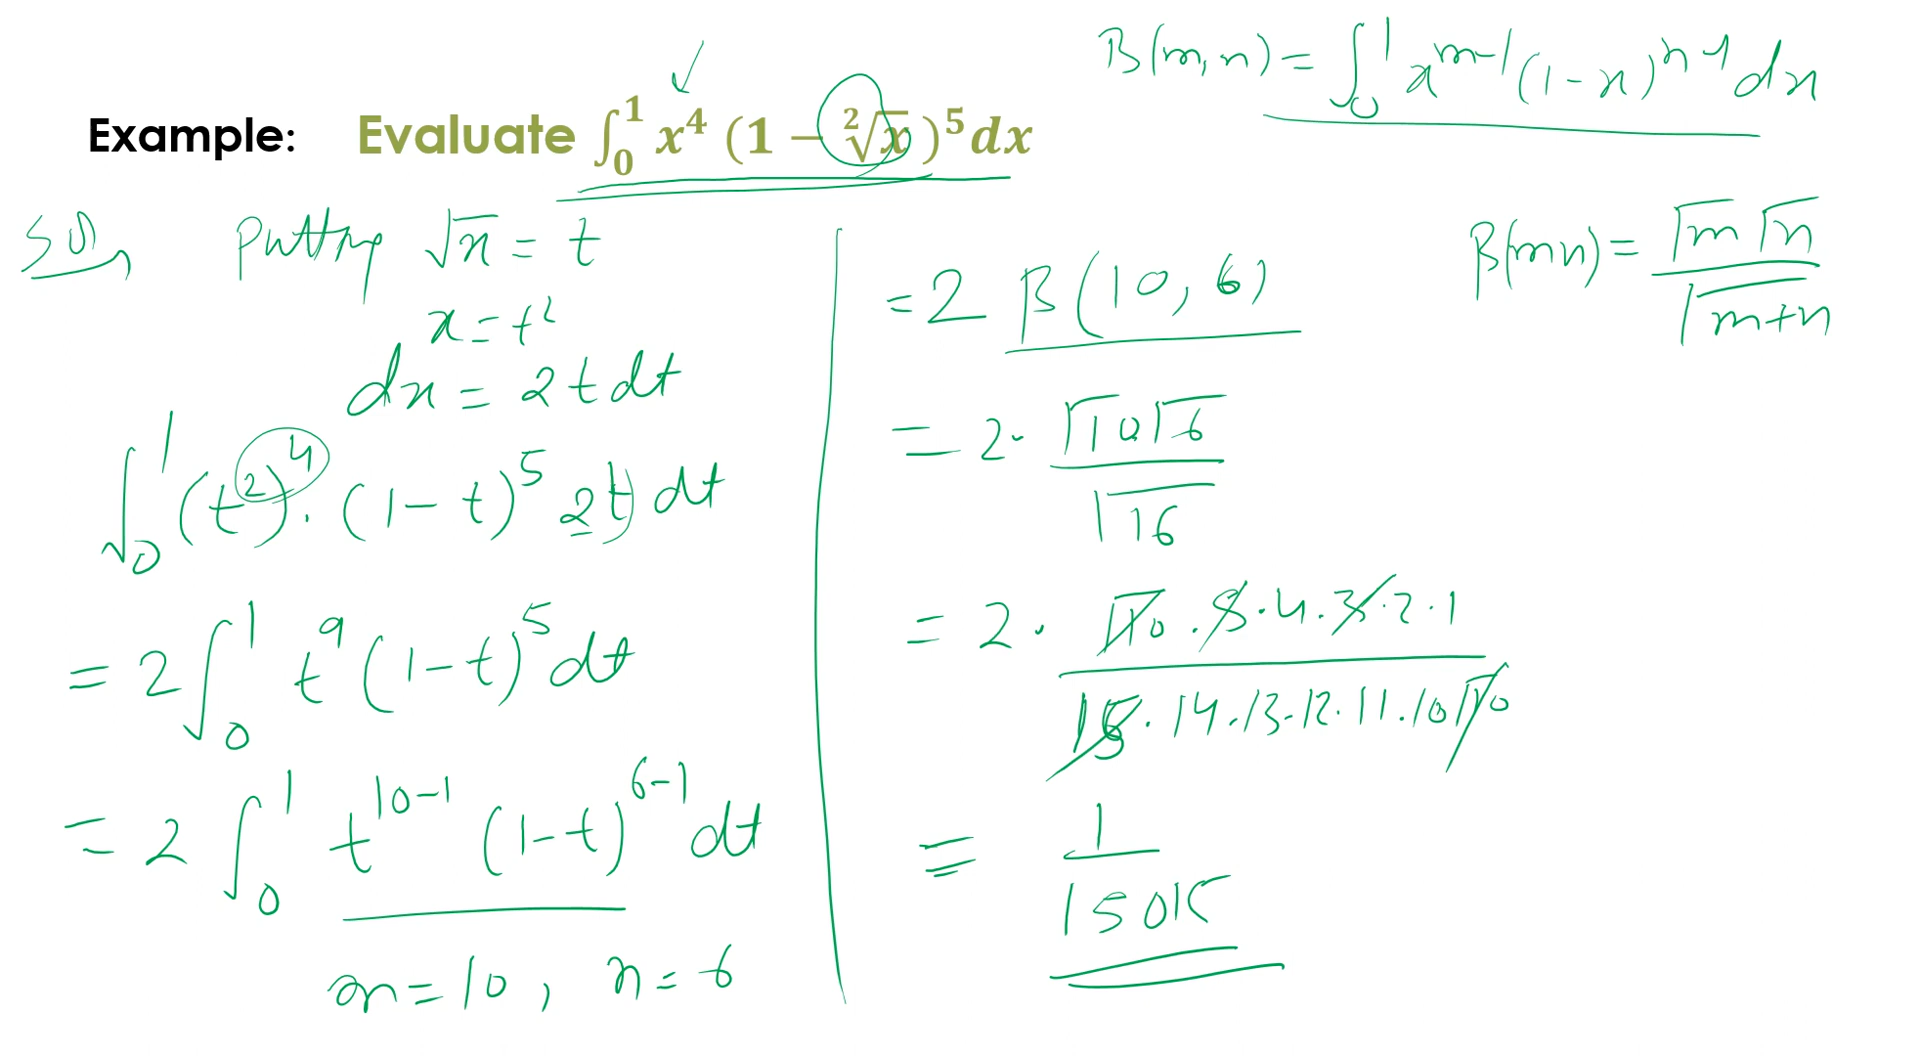 B(m,n) = ∫₀¹ x^{m-1} (1-x)^{n-1} dx
Example: Evaluate ∫₀¹ x⁴ (1 − ²√x )⁵ dx
Soln Putting √x = t
x = t²
dx = 2t dt
∫₀¹ (t²)⁴ . (1-t)⁵ 2t) dt
= 2 ∫₀¹ t⁹ (1-t)⁵ dt
= 2 ∫₀¹ t^{10-1} (1-t)^{6-1} dt
m = 10 , n = 6
= 2 B(10, 6)
= 2 . Γ10 Γ6 / Γ16
= 2 . Γ10 . 5.4.3.2.1 / 15.14.13.12.11.10 Γ10
= 1 / 15015
B(mn) = Γm Γn / Γm+n